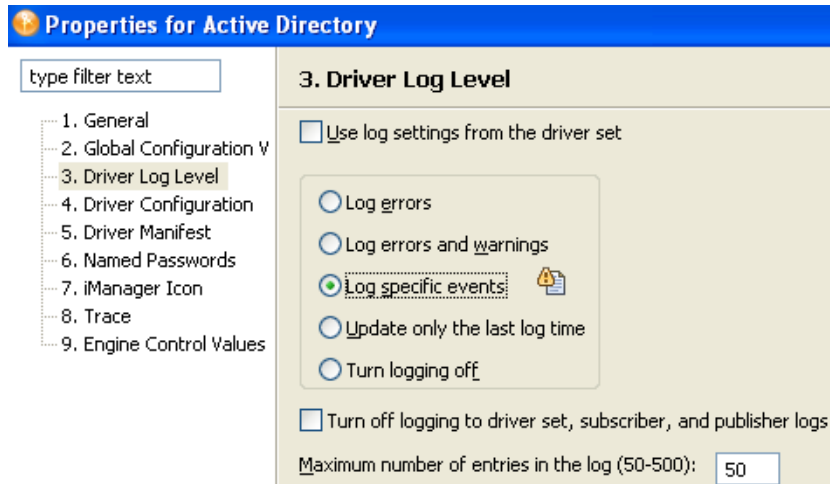 Properties for Active Directory
type filter text
3. Driver Log Level
1. General
2. Global Configuration V
3. Driver Log Level
4. Driver Configuration
5. Driver Manifest
6. Named Passwords
7. iManager Icon
8. Trace
9. Engine Control Values
Use log settings from the driver set
Log errors
Log errors and warnings
Log specific events
Update only the last log time
Turn logging off
Turn off logging to driver set, subscriber, and publisher logs
Maximum number of entries in the log (50-500): 50